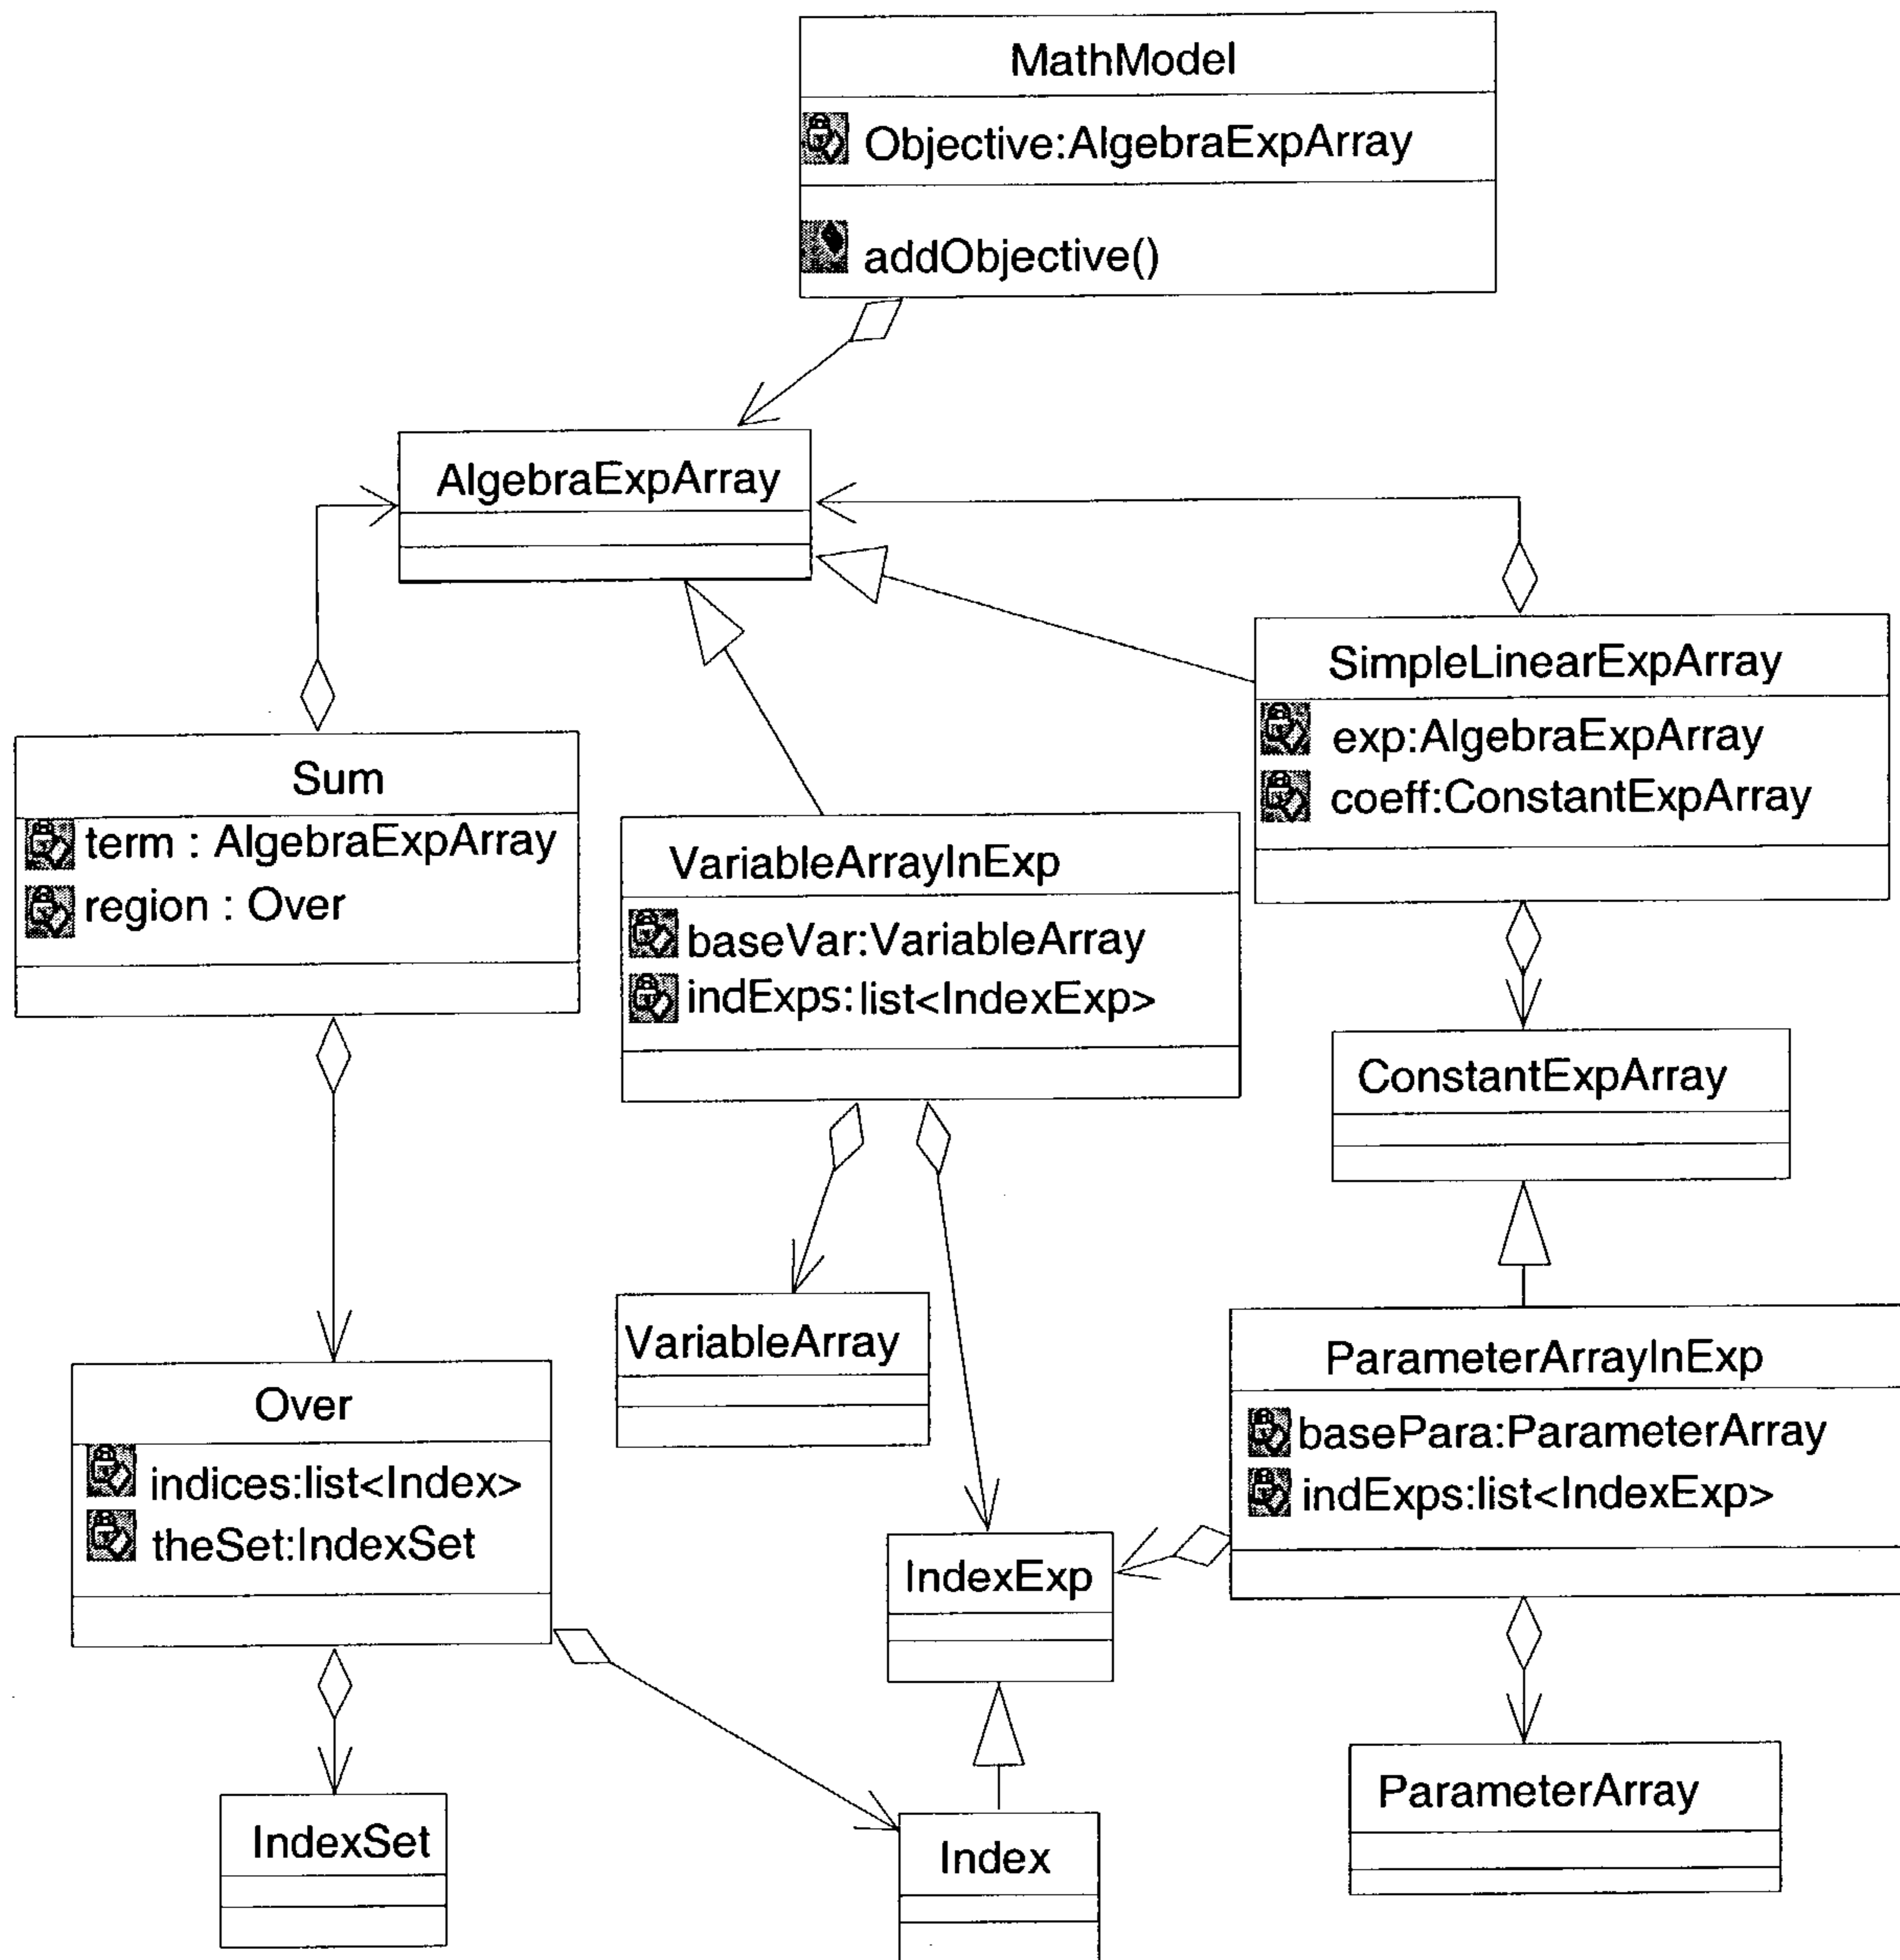 MathModel
Objective:AlgebraExpArray
addObjective()
AlgebraExpArray
SimpleLinearExpArray
exp:AlgebraExpArray
coeff:ConstantExpArray
Sum
term : AlgebraExpArray
region : Over
VariableArrayInExp
baseVar:VariableArray
indExps:list<IndexExp>
ConstantExpArray
VariableArray
ParameterArrayInExp
basePara:ParameterArray
indExps:list<IndexExp>
Over
indices:list<Index>
theSet:IndexSet
IndexExp
ParameterArray
IndexSet
Index